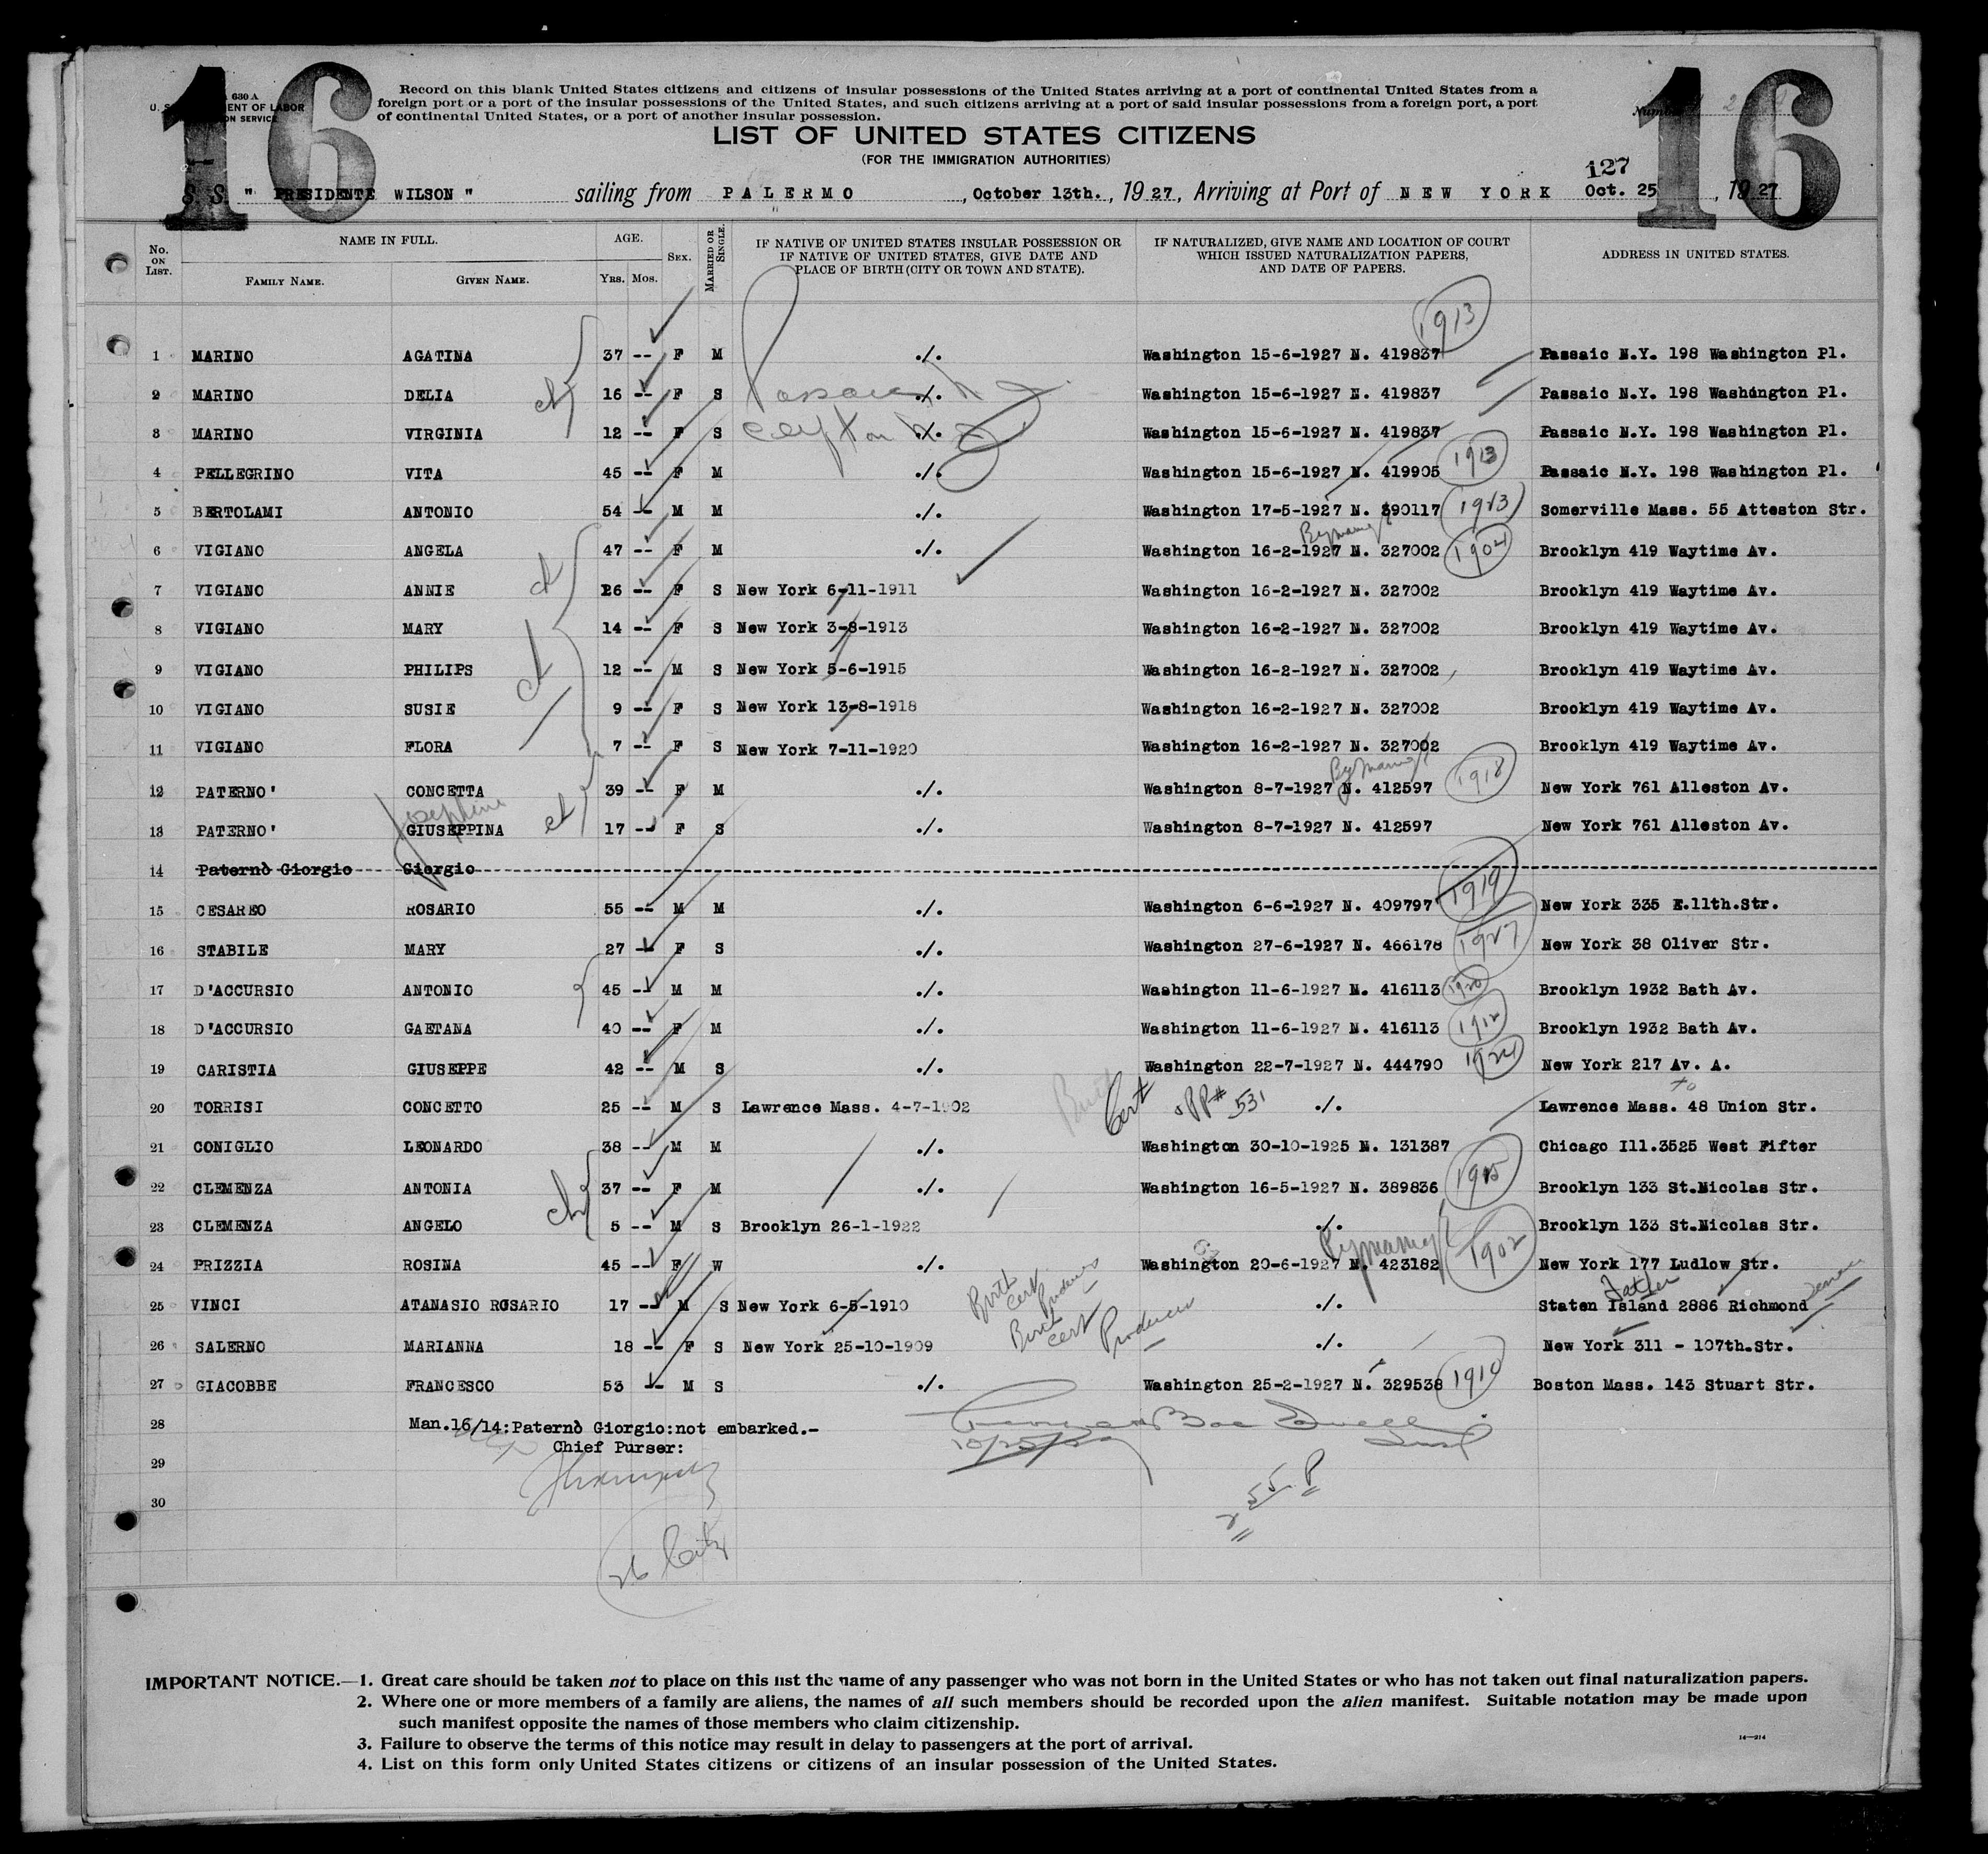 16
16
630 A
U. S. DEPARTMENT OF LABOR
Record on this blank United States citizens and citizens of insular possessions of the United States arriving at a port of continental United States from a
foreign port or a port of the insular possessions of the United States, and such citizens arriving at a port of said insular possessions from a foreign port, a port
of continental United States, or a port of another insular possession.
LIST OF UNITED STATES CITIZENS
(FOR THE IMMIGRATION AUTHORITIES)
127
S. S. " PRESIDENTE WILSON " sailing from PALERMO , October 13th. , 1927 , Arriving at Port of NEW YORK Oct. 25 , 1927
No. ON LIST. NAME IN FULL. FAMILY NAME. GIVEN NAME. AGE. YRS. MOS. SEX. MARRIED OR SINGLE. IF NATIVE OF UNITED STATES INSULAR POSSESSION OR IF NATIVE OF UNITED STATES, GIVE DATE AND PLACE OF BIRTH (CITY OR TOWN AND STATE). IF NATURALIZED, GIVE NAME AND LOCATION OF COURT WHICH ISSUED NATURALIZATION PAPERS, AND DATE OF PAPERS. ADDRESS IN UNITED STATES.
1913
1 MARINO AGATINA 37 -- F M ./. Washington 15-6-1927 N. 419837 Passaic N.Y. 198 Washington Pl.
2 MARINO DELIA 16 -- F S ./. Washington 15-6-1927 N. 419837 Passaic N.Y. 198 Washington Pl.
3 MARINO VIRGINIA 12 -- F S ./. Washington 15-6-1927 N. 419837 Passaic N.Y. 198 Washington Pl.
4 PELLEGRINO VITA 45 -- F M ./. Washington 15-6-1927 N. 419905 1913 Passaic N.Y. 198 Washington Pl.
5 BERTOLAMI ANTONIO 54 -- M M ./. Washington 17-5-1927 N. 390117 1913 Somerville Mass. 55 Atteston Str.
6 VIGIANO ANGELA 47 -- F M ./. Washington 16-2-1927 N. 327002 1904 Brooklyn 419 Waytime Av.
7 VIGIANO ANNIE 16 -- F S New York 6-11-1911 Washington 16-2-1927 N. 327002 Brooklyn 419 Waytime Av.
8 VIGIANO MARY 14 -- F S New York 3-8-1913 Washington 16-2-1927 N. 327002 Brooklyn 419 Waytime Av.
9 VIGIANO PHILIPS 12 -- M S New York 5-6-1915 Washington 16-2-1927 N. 327002 Brooklyn 419 Waytime Av.
10 VIGIANO SUSIE 9 -- F S New York 13-8-1918 Washington 16-2-1927 N. 327002 Brooklyn 419 Waytime Av.
11 VIGIANO FLORA 7 -- F S New York 7-11-1920 Washington 16-2-1927 N. 327002 Brooklyn 419 Waytime Av.
12 PATERNO' CONCETTA 39 -- F M ./. Washington 8-7-1927 N. 412597 1918 New York 761 Alleston Av.
Josephine
13 PATERNO' GIUSEPPINA 17 -- F S ./. Washington 8-7-1927 N. 412597 New York 761 Alleston Av.
14 Paternò Giorgio Giorgio
15 CESAREO ROSARIO 55 -- M M ./. Washington 6-6-1927 N. 409797 1919 New York 335 E.11th.Str.
16 STABILE MARY 27 -- F S ./. Washington 27-6-1927 N. 466178 1927 New York 38 Oliver Str.
17 D'ACCURSIO ANTONIO 45 -- M M ./. Washington 11-6-1927 N. 416113 1920 Brooklyn 1932 Bath Av.
18 D'ACCURSIO GAETANA 40 -- F M ./. Washington 11-6-1927 N. 416113 1912 Brooklyn 1932 Bath Av.
19 CARISTIA GIUSEPPE 42 -- M S ./. Washington 22-7-1927 N. 444790 1924 New York 217 Av. A.
20 TORRISI CONCETTO 25 -- M S Lawrence Mass. 4-7-1902 Birth Cert PP# 531 ./. Lawrence Mass. 48 Union Str.
21 CONIGLIO LEONARDO 38 -- M M ./. Washington 30-10-1925 N. 131387 Chicago Ill.3525 West Fifter
22 CLEMENZA ANTONIA 37 -- F M ./. Washington 16-5-1927 N. 389836 1915 Brooklyn 133 St.Nicolas Str.
23 CLEMENZA ANGELO 5 -- M S Brooklyn 26-1-1922 ./. Brooklyn 133 St.Nicolas Str.
24 PRIZZIA ROSINA 45 -- F W ./. Washington 20-6-1927 N. 423182 1902 New York 177 Ludlow Str.
Father
25 VINCI ATANASIO ROSARIO 17 -- M S New York 6-5-1910 Birth Cert ./. Staten Island 2886 Richmond
26 SALERNO MARIANNA 18 -- F S New York 25-10-1909 Birth Cert ./. New York 311 - 107th.Str.
27 GIACOBBE FRANCESCO 53 -- M S ./. Washington 25-2-1927 N. 329538 1910 Boston Mass. 143 Stuart Str.
28 Man.16/14:Paternò Giorgio:not embarked.-
Chief Purser:
29
30
IMPORTANT NOTICE.—1. Great care should be taken not to place on this list the name of any passenger who was not born in the United States or who has not taken out final naturalization papers.
2. Where one or more members of a family are aliens, the names of all such members should be recorded upon the alien manifest. Suitable notation may be made upon
such manifest opposite the names of those members who claim citizenship.
3. Failure to observe the terms of this notice may result in delay to passengers at the port of arrival.
4. List on this form only United States citizens or citizens of an insular possession of the United States.
14—914